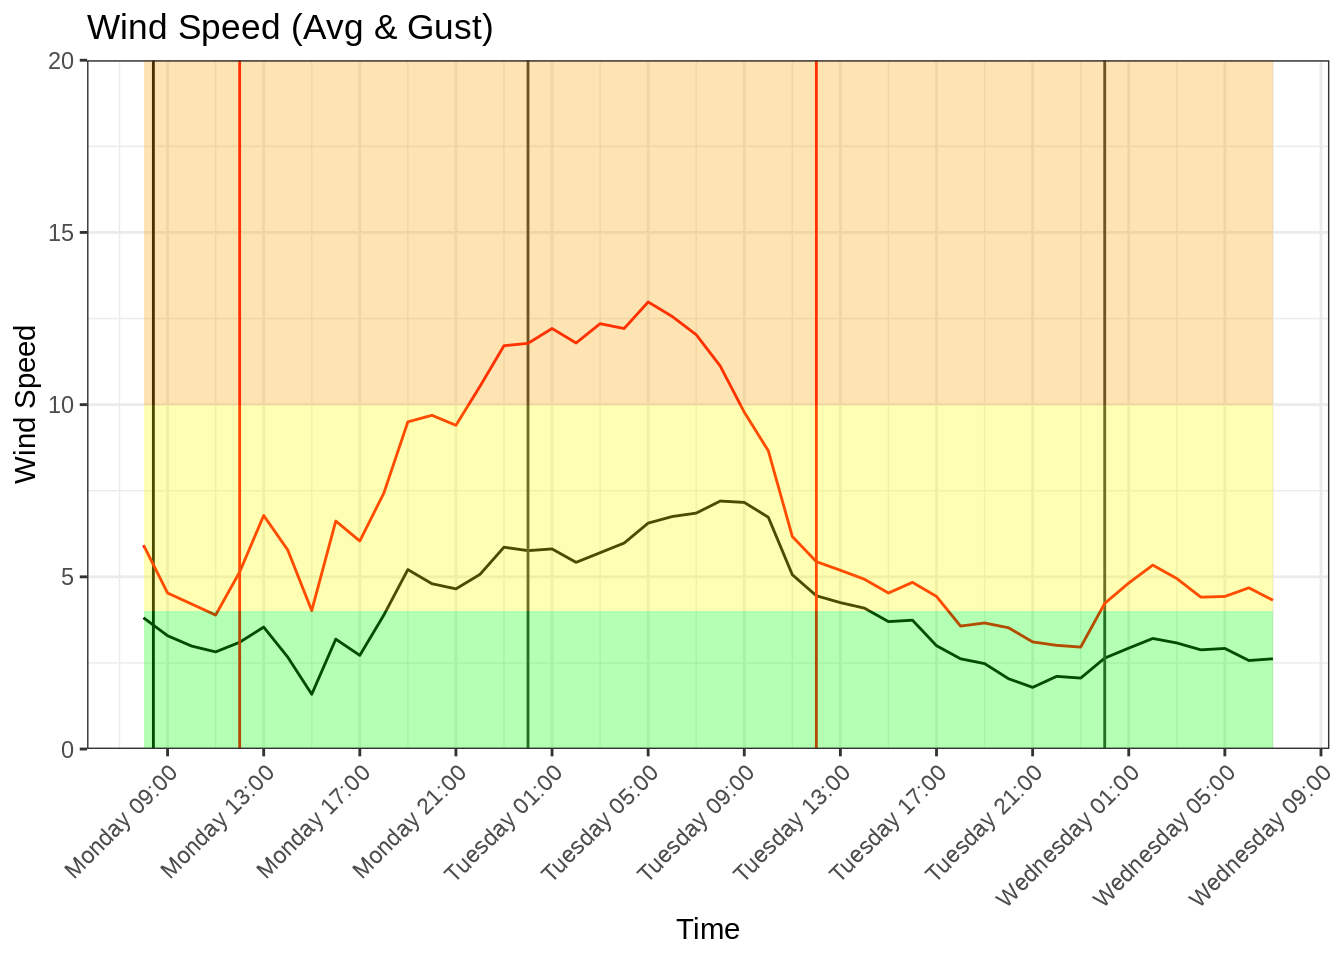 Wind Speed (Avg & Gust)
Wind Speed
20
15
10
5
0
Monday 09:00
Monday 13:00
Monday 17:00
Monday 21:00
Tuesday 01:00
Tuesday 05:00
Tuesday 09:00
Tuesday 13:00
Tuesday 17:00
Tuesday 21:00
Wednesday 01:00
Wednesday 05:00
Wednesday 09:00
Time